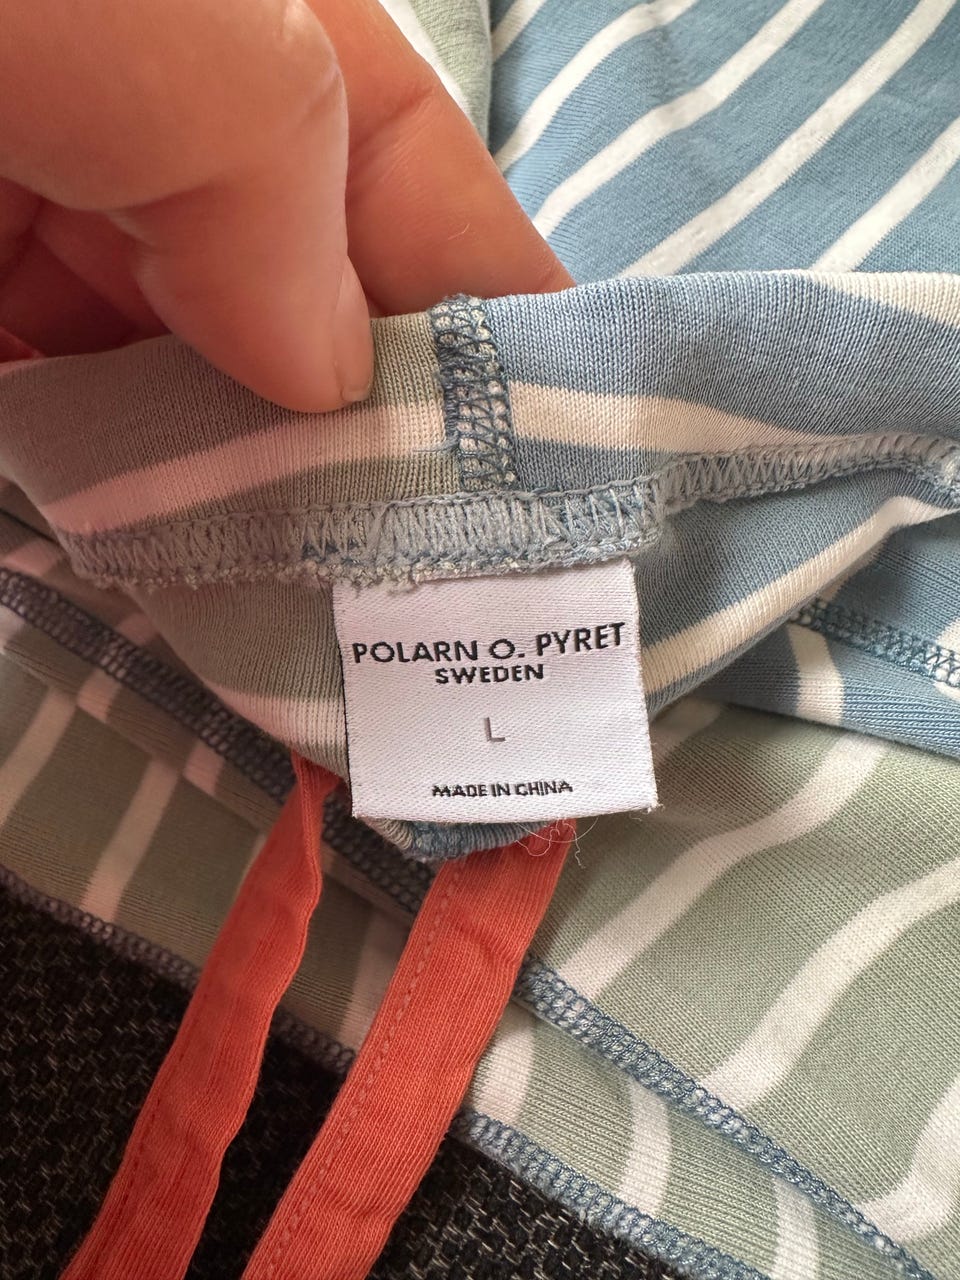 POLARN O. PYRET
SWEDEN
L
MADE IN CHINA